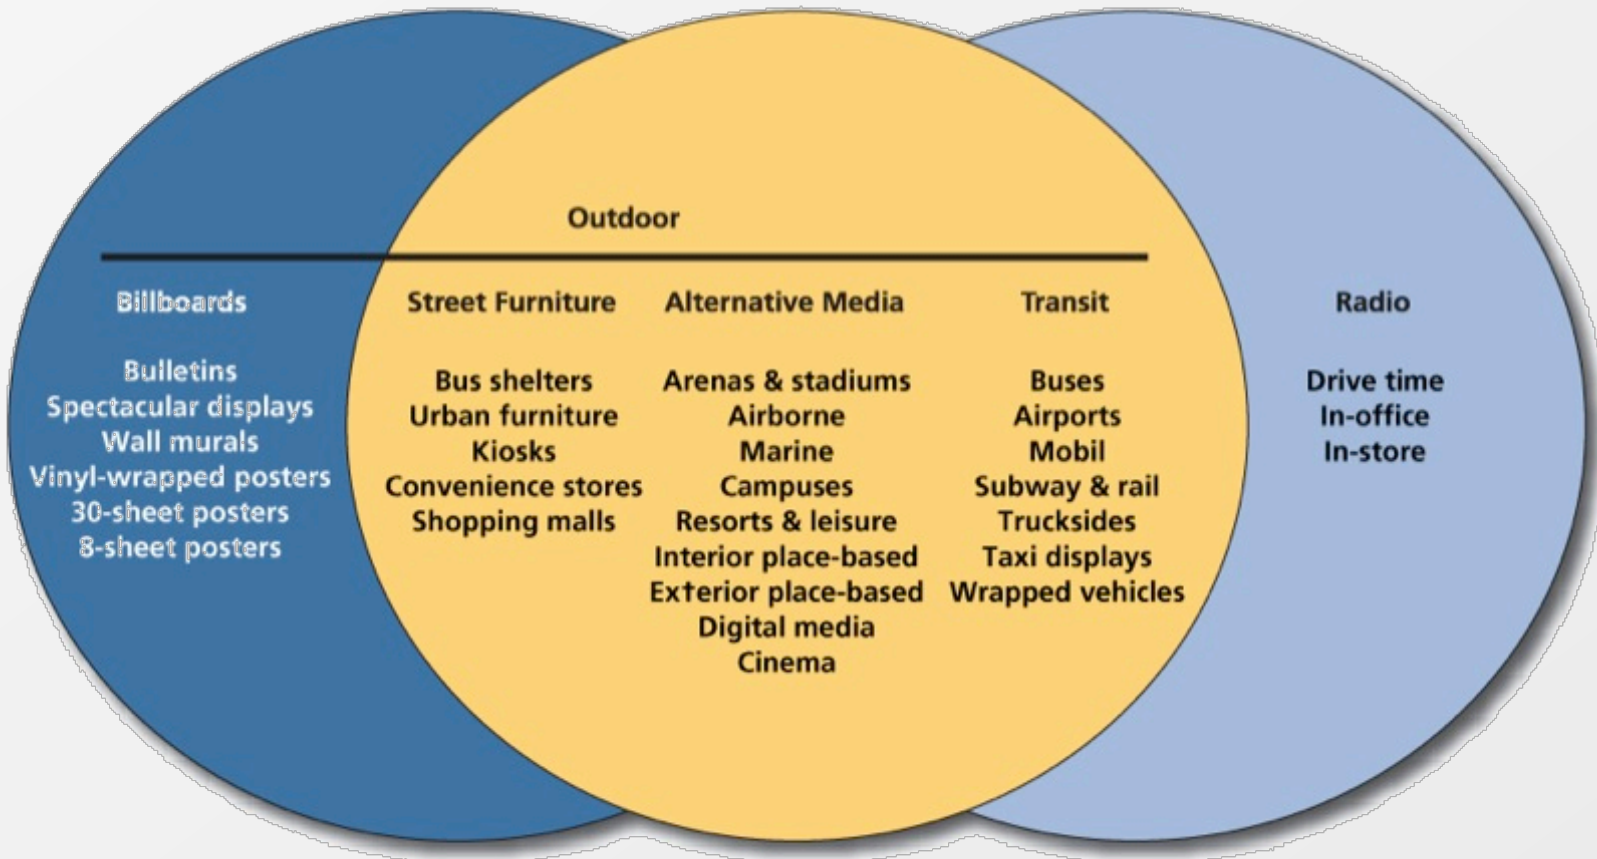 Outdoor
Billboards
Bulletins
Spectacular displays
Wall murals
Vinyl-wrapped posters
30-sheet posters
8-sheet posters
Street Furniture
Bus shelters
Urban furniture
Kiosks
Convenience stores
Shopping malls
Alternative Media
Arenas & stadiums
Airborne
Marine
Campuses
Resorts & leisure
Interior place-based
Ex†erior place-based
Digital media
Cinema
Transit
Buses
Airports
Mobil
Subway & rail
Trucksides
Taxi displays
Wrapped vehicles
Radio
Drive time
In-office
In-store